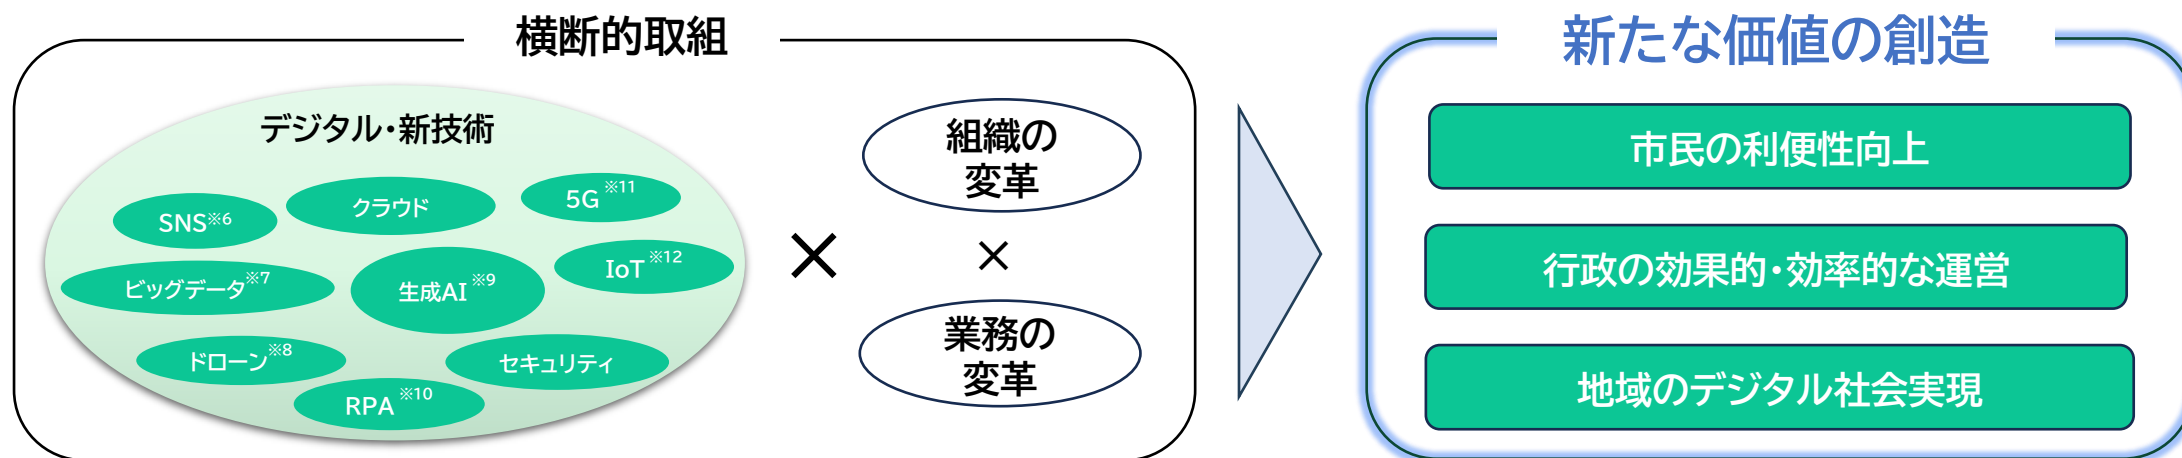 横断的取組
デジタル・新技術
SNS※6
クラウド
5G※11
ビッグデータ※7
生成AI※9
IoT※12
ドローン※8
RPA※10
セキュリティ
×
組織の
変革
×
業務の
変革
新たな価値の創造
市民の利便性向上
行政の効果的・効率的な運営
地域のデジタル社会実現